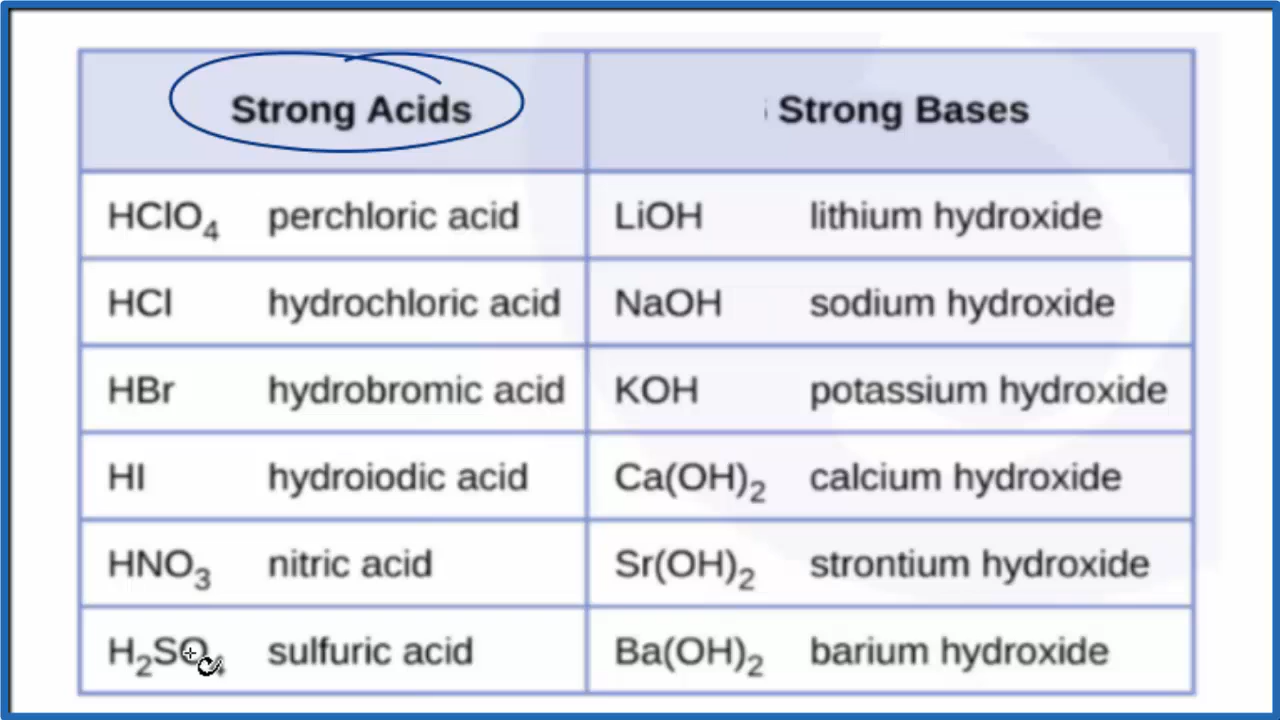 Strong Acids Strong Bases
HClO₄ perchloric acid LiOH lithium hydroxide
HCl hydrochloric acid NaOH sodium hydroxide
HBr hydrobromic acid KOH potassium hydroxide
HI hydroiodic acid Ca(OH)₂ calcium hydroxide
HNO₃ nitric acid Sr(OH)₂ strontium hydroxide
H₂SO₄ sulfuric acid Ba(OH)₂ barium hydroxide